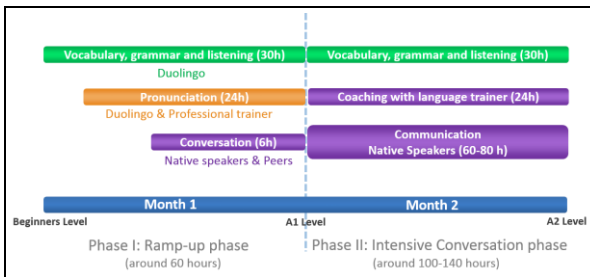 Vocabulary, grammar and listening (30h)
Vocabulary, grammar and listening (30h)
Duolingo
Pronunciation (24h)
Coaching with language trainer (24h)
Duolingo & Professional trainer
Conversation (6h)
Communication
Native Speakers (60-80 h)
Native speakers & Peers
Month 1
Month 2
Beginners Level
A1 Level
A2 Level
Phase I: Ramp-up phase
(around 60 hours)
Phase II: Intensive Conversation phase
(around 100-140 hours)